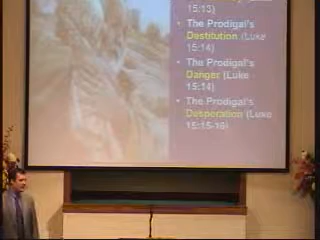 15:13)
• The Prodigal's
Destitution (Luke
15:14)
• The Prodigal's
Danger (Luke
15:14)
• The Prodigal's
Desperation (Luke
15:15-16)